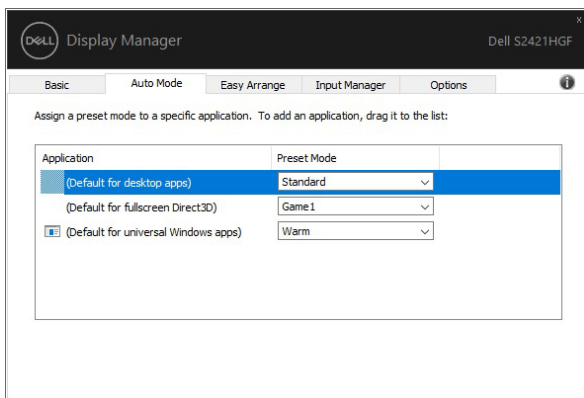 x
DELL Display Manager Dell S2421HGF
Basic Auto Mode Easy Arrange Input Manager Options i
Assign a preset mode to a specific application. To add an application, drag it to the list:
Application Preset Mode
(Default for desktop apps) Standard
(Default for fullscreen Direct3D) Game1
(Default for universal Windows apps) Warm